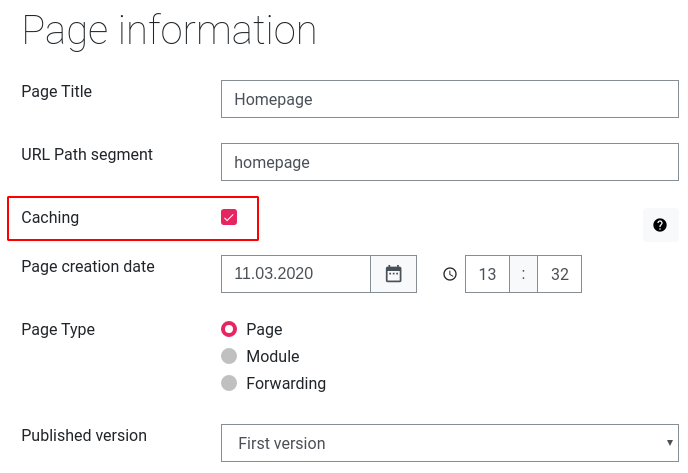 Page information
Page Title
Homepage
URL Path segment
homepage
Caching
?
Page creation date
11.03.2020
13 : 32
Page Type
Page
Module
Forwarding
Published version
First version